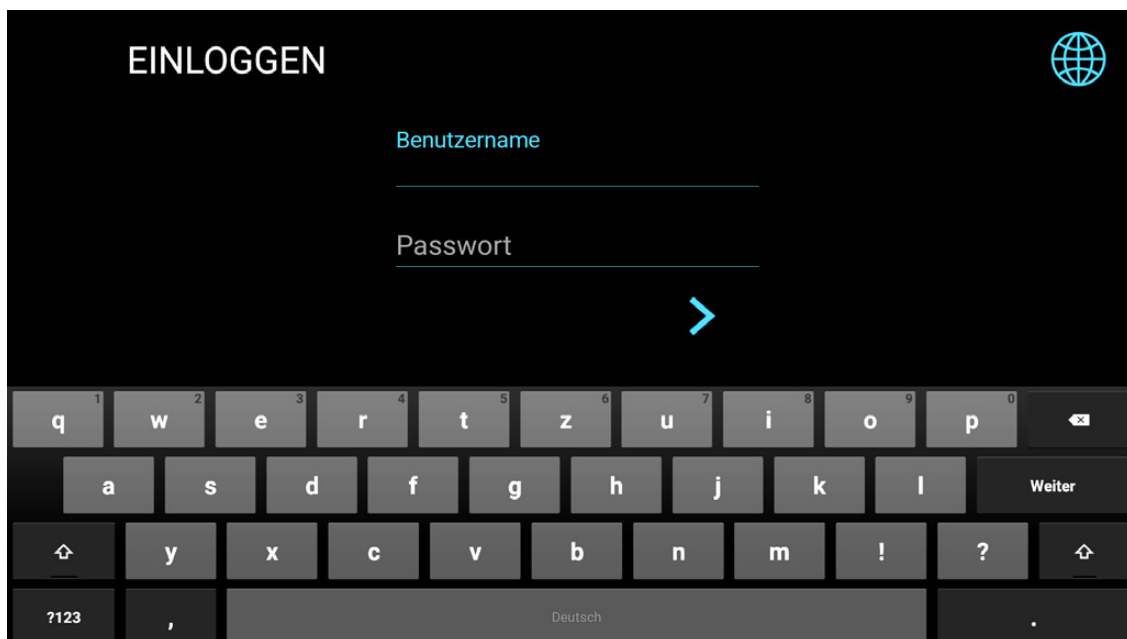 EINLOGGEN
Benutzername
Passwort
1 2 3 4 5 6 7 8 9 0
q w e r t z u i o p
a s d f g h j k l Weiter
y x c v b n m ! ?
?123 , Deutsch .